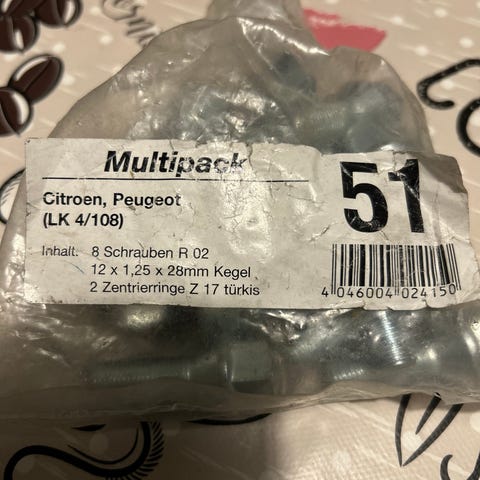 Multipack
51
Citroen, Peugeot
(LK 4/108)
Inhalt: 8 Schrauben R 02
12 x 1,25 x 28mm Kegel
2 Zentrierringe Z 17 türkis
4 046004 024150